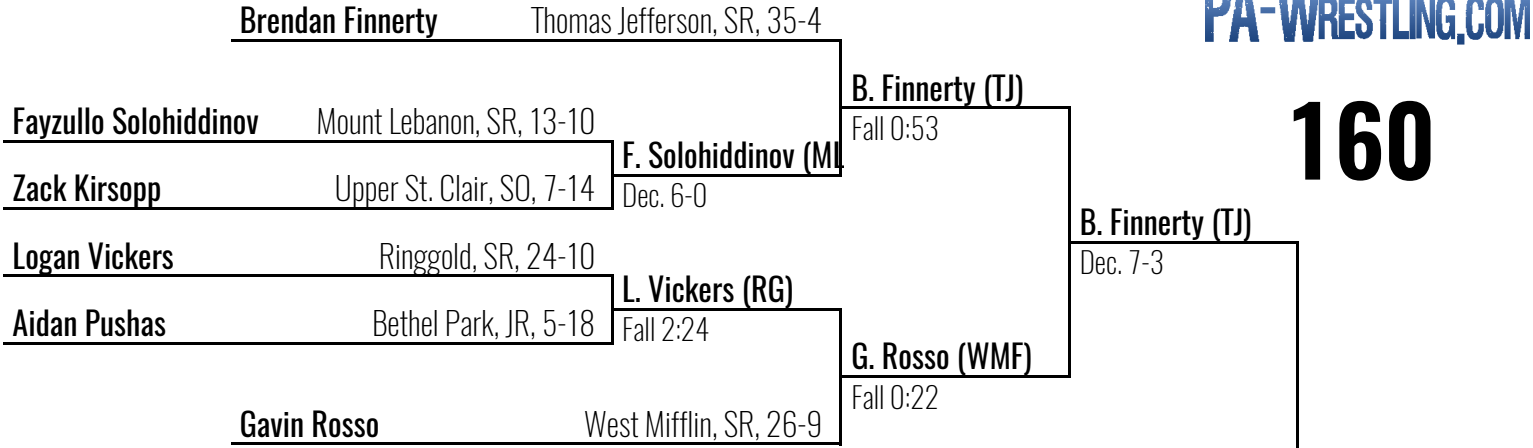 Brendan Finnerty Thomas Jefferson, SR, 35-4
PA-WRESTLING.COM
B. Finnerty (TJ)
Fall 0:53
160
Fayzullo Solohiddinov Mount Lebanon, SR, 13-10
F. Solohiddinov (ML
Dec. 6-0
Zack Kirsopp Upper St. Clair, SO, 7-14
B. Finnerty (TJ)
Dec. 7-3
Logan Vickers Ringgold, SR, 24-10
L. Vickers (RG)
Fall 2:24
Aidan Pushas Bethel Park, JR, 5-18
G. Rosso (WMF)
Fall 0:22
Gavin Rosso West Mifflin, SR, 26-9